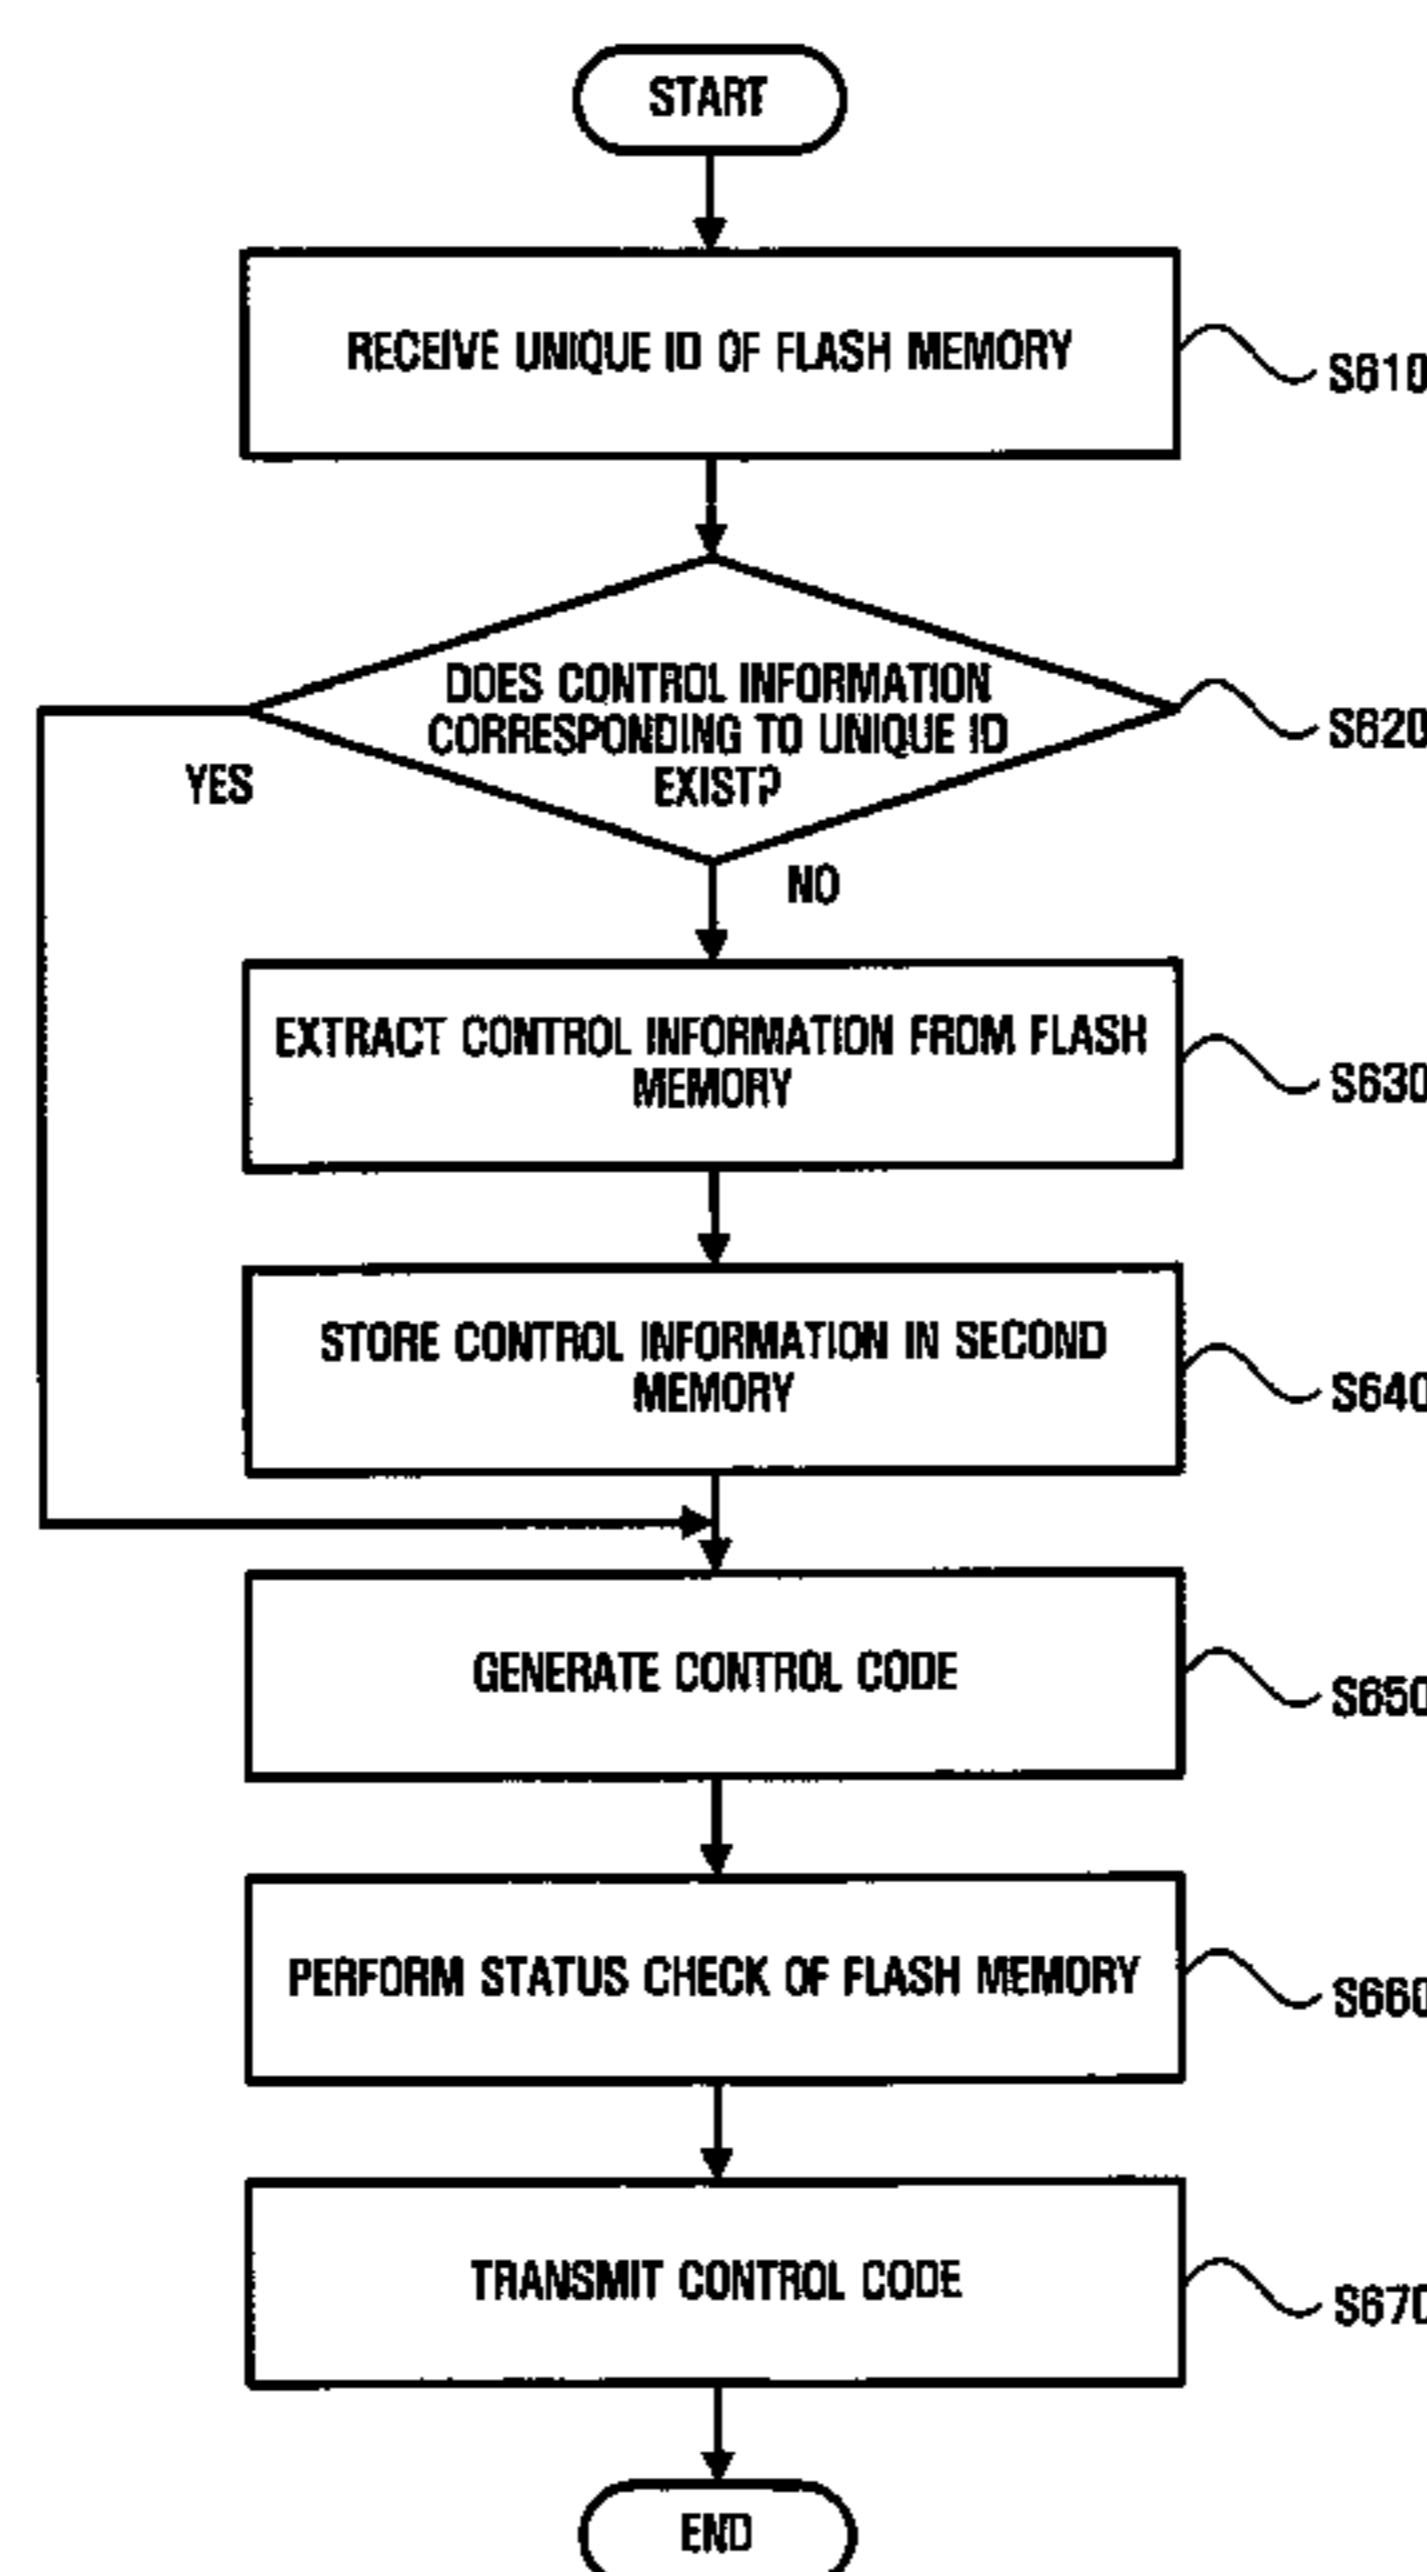 START
RECEIVE UNIQUE ID OF FLASH MEMORY
S610
DOES CONTROL INFORMATION
CORRESPONDING TO UNIQUE ID
EXIST?
S620
YES
NO
EXTRACT CONTROL INFORMATION FROM FLASH
MEMORY
S630
STORE CONTROL INFORMATION IN SECOND
MEMORY
S640
GENERATE CONTROL CODE
S650
PERFORM STATUS CHECK OF FLASH MEMORY
S660
TRANSMIT CONTROL CODE
S670
END